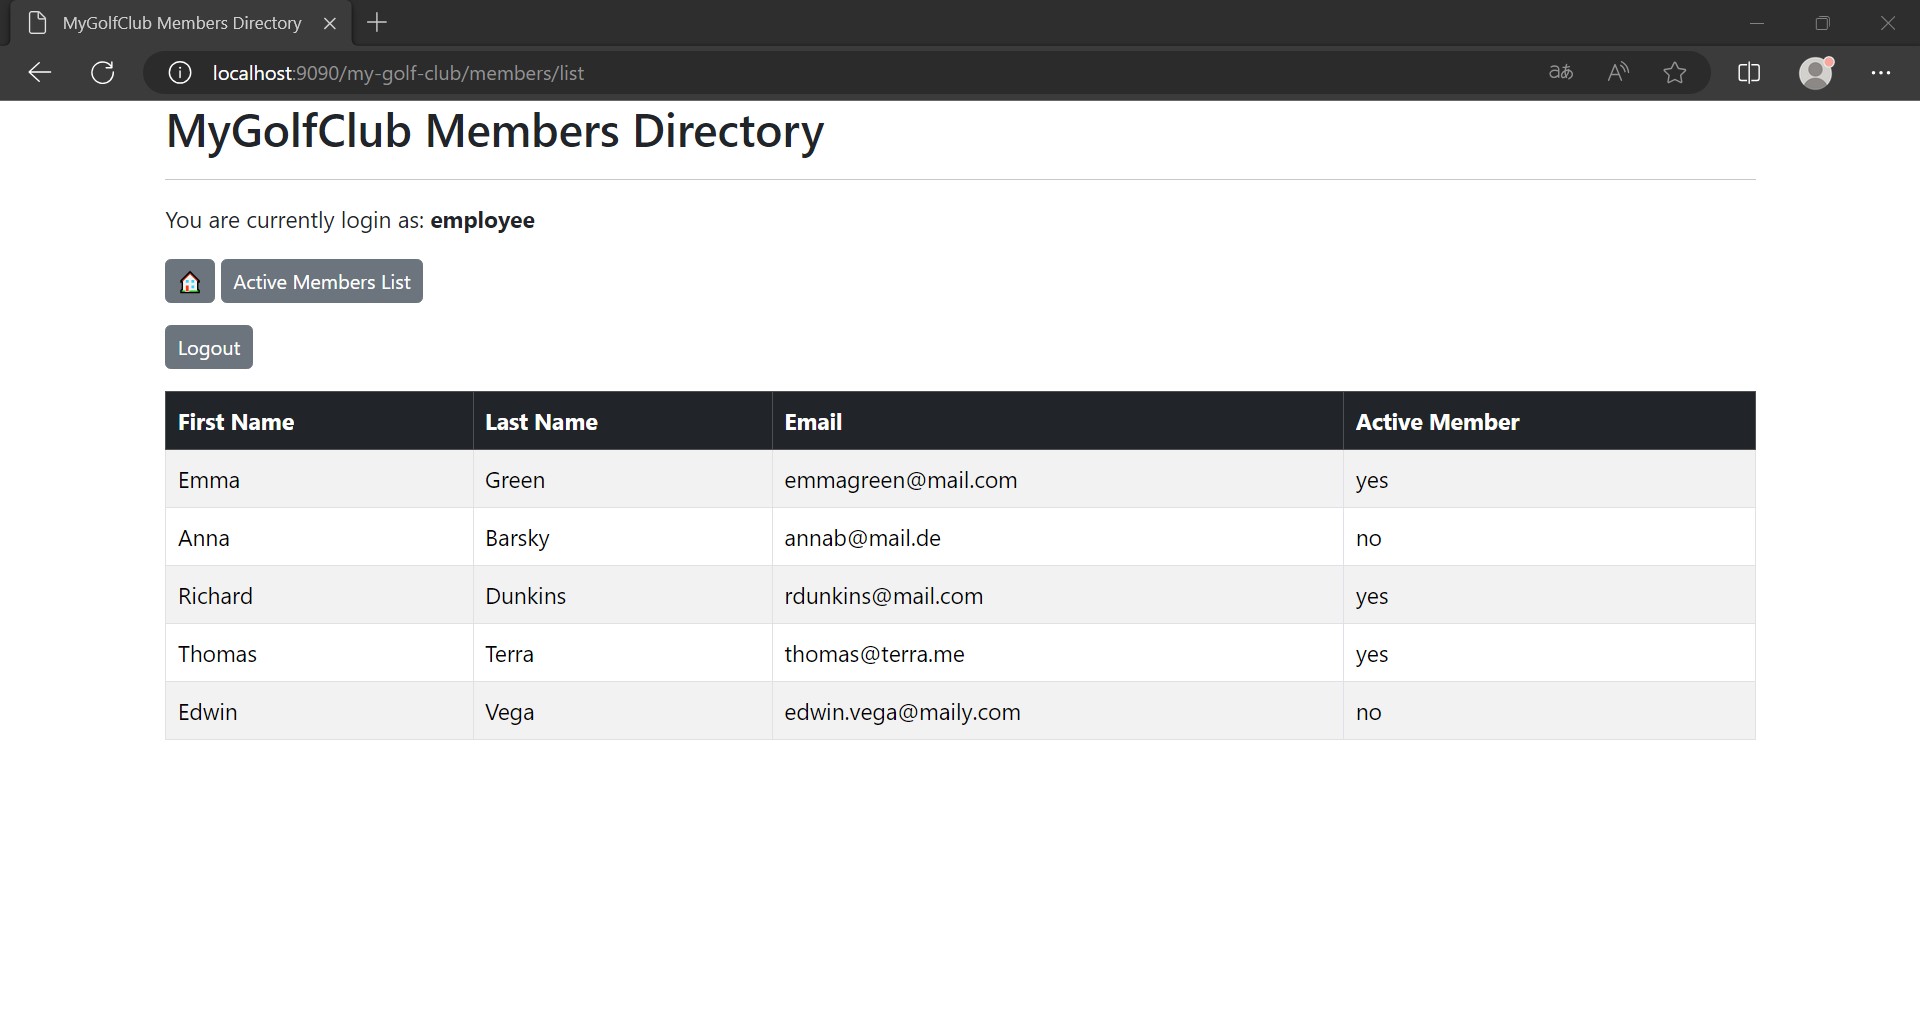 MyGolfClub Members Directory
localhost:9090/my-golf-club/members/list
aあ
A
MyGolfClub Members Directory
You are currently login as: employee
Active Members List
Logout
First Name Last Name Email Active Member
Emma Green emmagreen@mail.com yes
Anna Barsky annab@mail.de no
Richard Dunkins rdunkins@mail.com yes
Thomas Terra thomas@terra.me yes
Edwin Vega edwin.vega@maily.com no